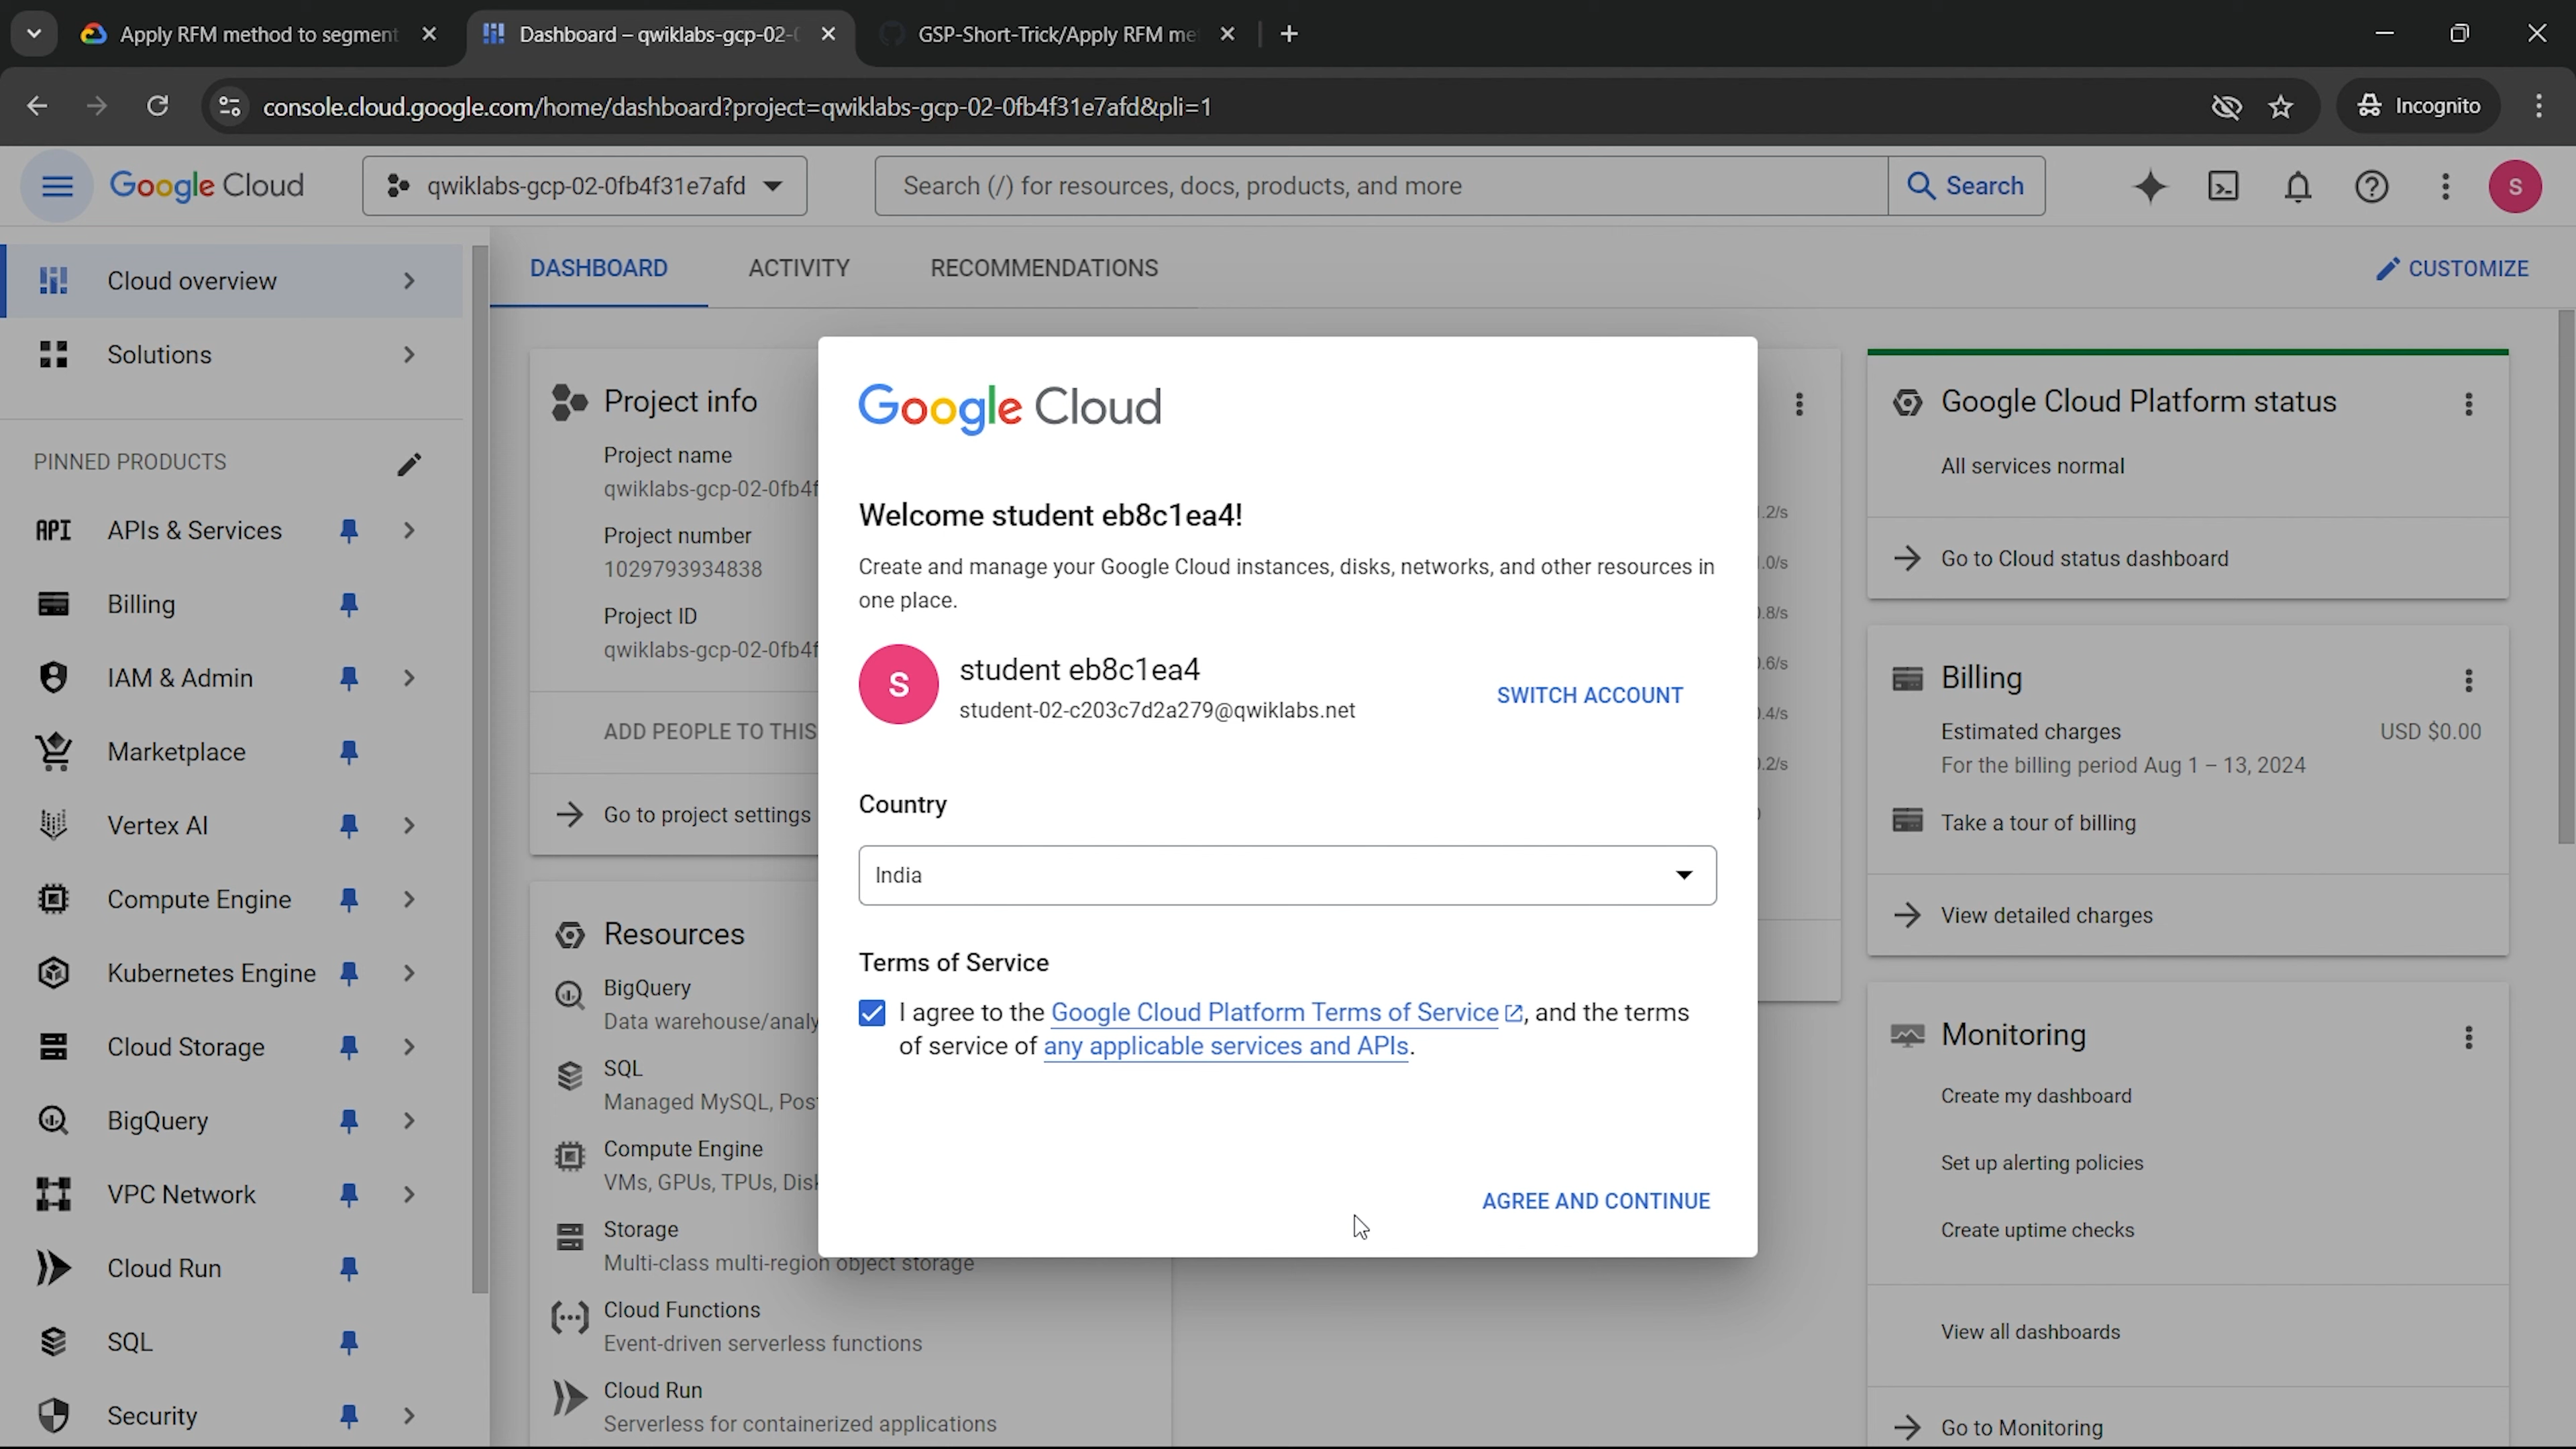 Apply RFM method to segment
Dashboard – qwiklabs-gcp-02-
GSP-Short-Trick/Apply RFM me
console.cloud.google.com/home/dashboard?project=qwiklabs-gcp-02-0fb4f31e7afd&pli=1
Incognito
Google Cloud
qwiklabs-gcp-02-0fb4f31e7afd
Search (/) for resources, docs, products, and more
Search
S
Cloud overview
Solutions
PINNED PRODUCTS
API APIs & Services
Billing
IAM & Admin
Marketplace
Vertex AI
Compute Engine
Kubernetes Engine
Cloud Storage
BigQuery
VPC Network
Cloud Run
SQL
Security
DASHBOARD
ACTIVITY
RECOMMENDATIONS
CUSTOMIZE
Project info
Project name
qwiklabs-gcp-02-0fb4f
Project number
1029793934838
Project ID
qwiklabs-gcp-02-0fb4f
ADD PEOPLE TO THIS
Go to project settings
Resources
BigQuery
Data warehouse/analy
SQL
Managed MySQL, Pos
Compute Engine
VMs, GPUs, TPUs, Disk
Storage
Multi-class multi-region object storage
Cloud Functions
Event-driven serverless functions
Cloud Run
Serverless for containerized applications
Google Cloud
Welcome student eb8c1ea4!
Create and manage your Google Cloud instances, disks, networks, and other resources in
one place.
S
student eb8c1ea4
student-02-c203c7d2a279@qwiklabs.net
SWITCH ACCOUNT
Country
India
Terms of Service
I agree to the Google Cloud Platform Terms of Service, and the terms
of service of any applicable services and APIs.
AGREE AND CONTINUE
.2/s
.0/s
.8/s
.6/s
.4/s
.2/s
Google Cloud Platform status
All services normal
Go to Cloud status dashboard
Billing
Estimated charges
USD $0.00
For the billing period Aug 1 – 13, 2024
Take a tour of billing
View detailed charges
Monitoring
Create my dashboard
Set up alerting policies
Create uptime checks
View all dashboards
Go to Monitoring